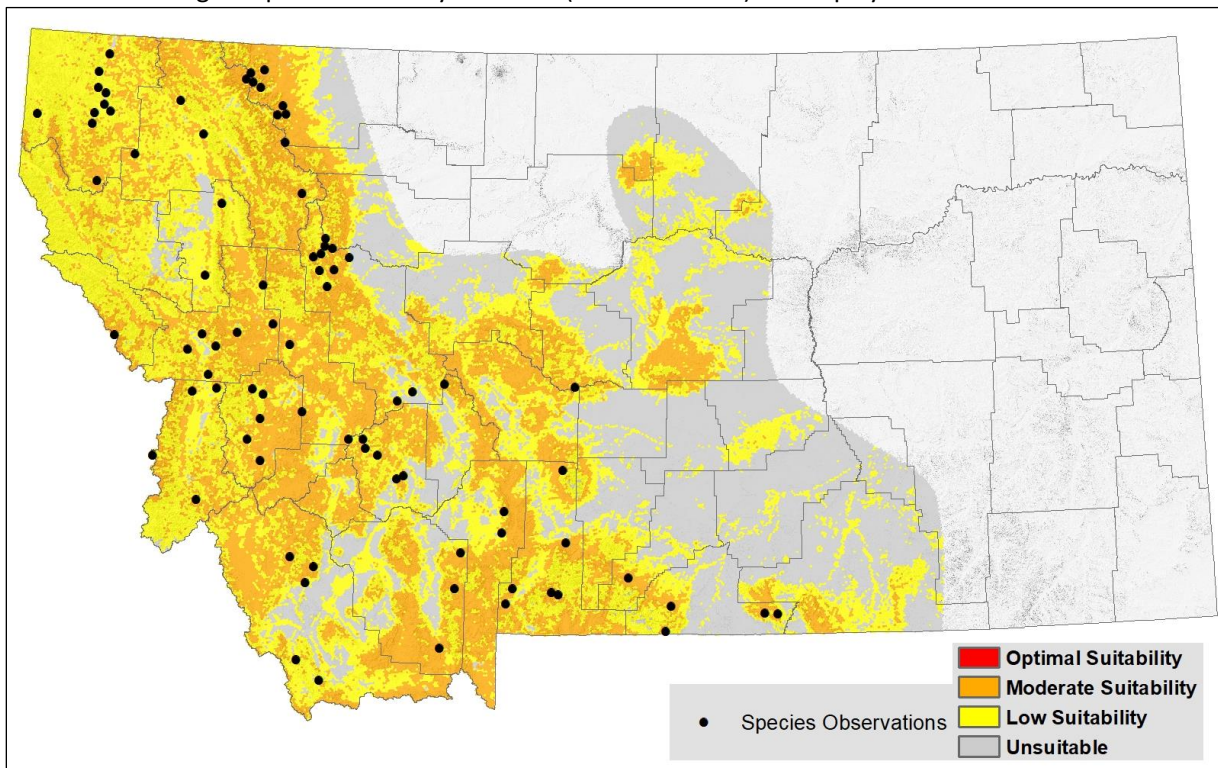 Optimal Suitability
Moderate Suitability
Species Observations
Low Suitability
Unsuitable